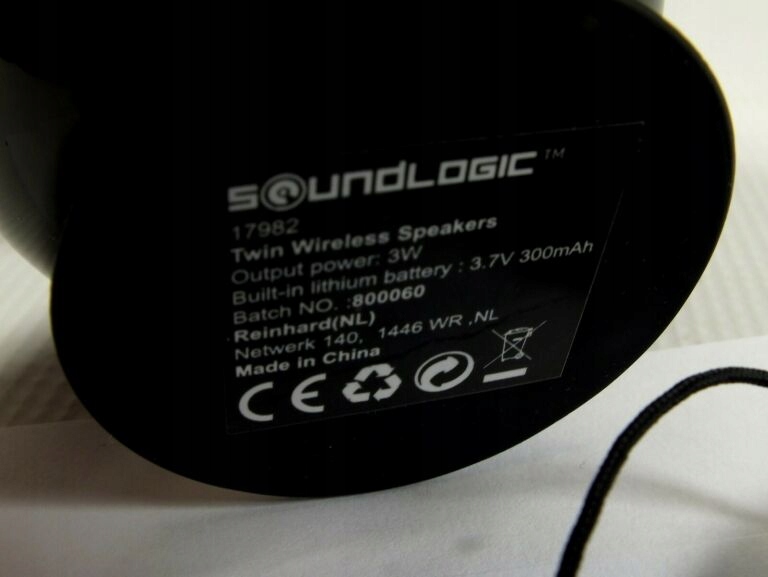 SOUNDLOGIC™
17982
Twin Wireless Speakers
Output power: 3W
Built-in lithium battery : 3.7V 300mAh
Batch NO. :800060
Reinhard(NL)
Netwerk 140, 1446 WR ,NL
Made in China
CE